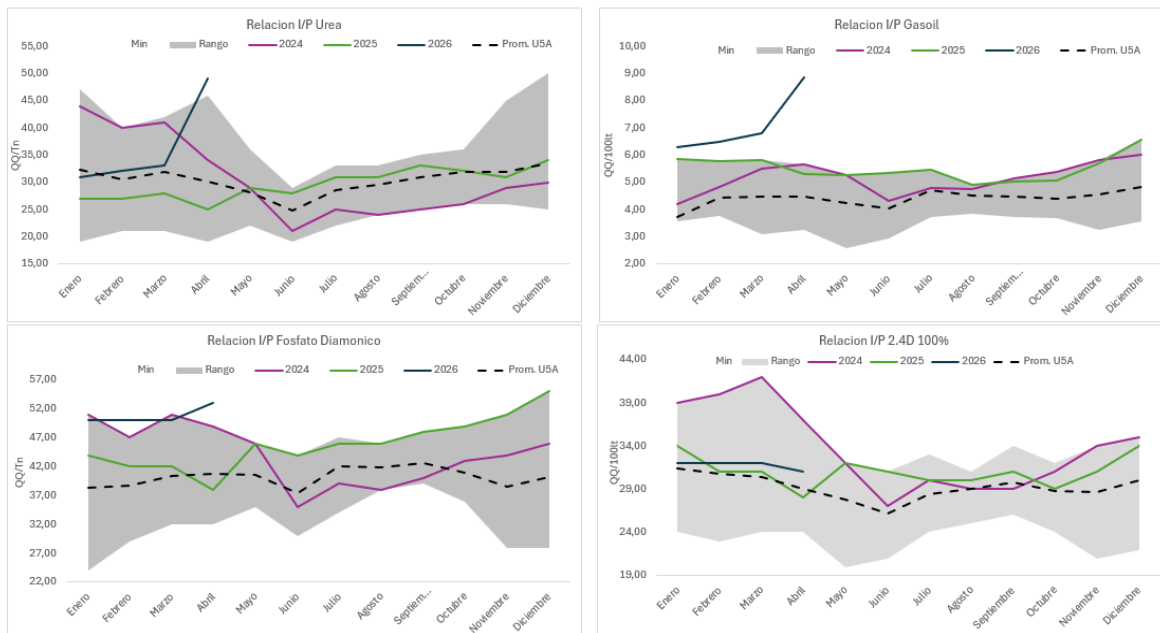 Relacion I/P Urea
Min Rango 2024 2025 2026 Prom. U5A
QQ/Tn
55,00
50,00
45,00
40,00
35,00
30,00
25,00
20,00
15,00
Enero Febrero Marzo Abril Mayo Junio Julio Agosto Septiem... Octubre Noviembre Diciembre
Relacion I/P Gasoil
Min Rango 2024 2025 2026 Prom. U5A
QQ/100lt
10,00
9,00
8,00
7,00
6,00
5,00
4,00
3,00
2,00
Enero Febrero Marzo Abril Mayo Junio Julio Agosto Septiem... Octubre Noviembre Diciembre
Relacion I/P Fosfato Diamonico
Min Rango 2024 2025 2026 Prom. U5A
QQ/Tn
57,00
52,00
47,00
42,00
37,00
32,00
27,00
22,00
Enero Febrero Marzo Abril Mayo Junio Julio Agosto Septiem... Octubre Noviembre Diciembre
Relacion I/P 2.4D 100%
Min Rango 2024 2025 2026 Prom. U5A
QQ/100lt
44,00
39,00
34,00
29,00
24,00
19,00
Enero Febrero Marzo Abril Mayo Junio Julio Agosto Septiembre Octubre Noviembre Diciembre